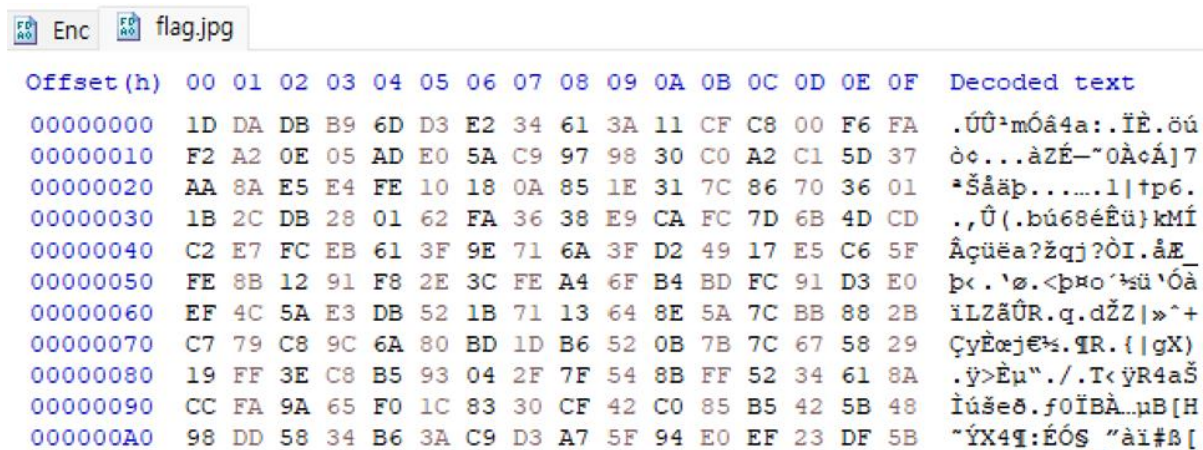 Enc flag.jpg
Offset(h) 00 01 02 03 04 05 06 07 08 09 0A 0B 0C 0D 0E 0F Decoded text
00000000 1D DA DB B9 6D D3 E2 34 61 3A 11 CF C8 00 F6 FA .ÚÛ¹mÓâ4a:.ÏÈ.öú
00000010 F2 A2 0E 05 AD E0 5A C9 97 98 30 C0 A2 C1 5D 37 ò¢...àZÉ—˜0À¢Á]7
00000020 AA 8A E5 E4 FE 10 18 0A 85 1E 31 7C 86 70 36 01 ªŠåäþ...….1|†p6.
00000030 1B 2C DB 28 01 62 FA 36 38 E9 CA FC 7D 6B 4D CD .,Û(.bú68éÊü}kMÍ
00000040 C2 E7 FC EB 61 3F 9E 71 6A 3F D2 49 17 E5 C6 5F Âçüëa?žqj?ÒI.åÆ_
00000050 FE 8B 12 91 F8 2E 3C FE A4 6F B4 BD FC 91 D3 E0 þ‹.‘ø.<þ¤o´½ü‘Óà
00000060 EF 4C 5A E3 DB 52 1B 71 13 64 8E 5A 7C BB 88 2B ïLZãÛR.q.dŽZ|»ˆ+
00000070 C7 79 C8 9C 6A 80 BD 1D B6 52 0B 7B 7C 67 58 29 ÇyÈœj€½.¶R.{|gX)
00000080 19 FF 3E C8 B5 93 04 2F 7F 54 8B FF 52 34 61 8A .ÿ>Èµ“./.T‹ÿR4aŠ
00000090 CC FA 9A 65 F0 1C 83 30 CF 42 C0 85 B5 42 5B 48 Ìúšeð.ƒ0ÏBÀ…µB[H
000000A0 98 DD 58 34 B6 3A C9 D3 A7 5F 94 E0 EF 23 DF 5B ˜ÝX4¶:ÉÓ§_”àï#ß[